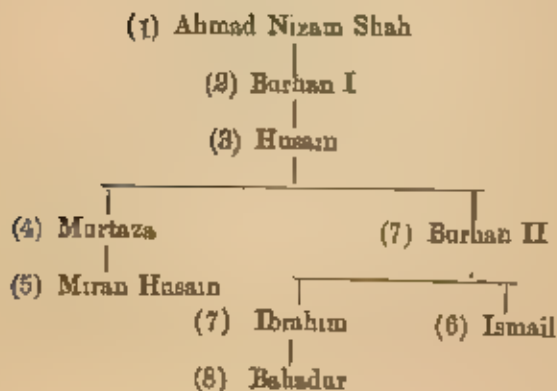 (1) Ahmad Nizam Shah
(2) Burhan I
(3) Husain
(4) Murtaza (7) Burhan II
(5) Miran Husain
(7) Ibrahim (6) Ismail
(8) Bahadur